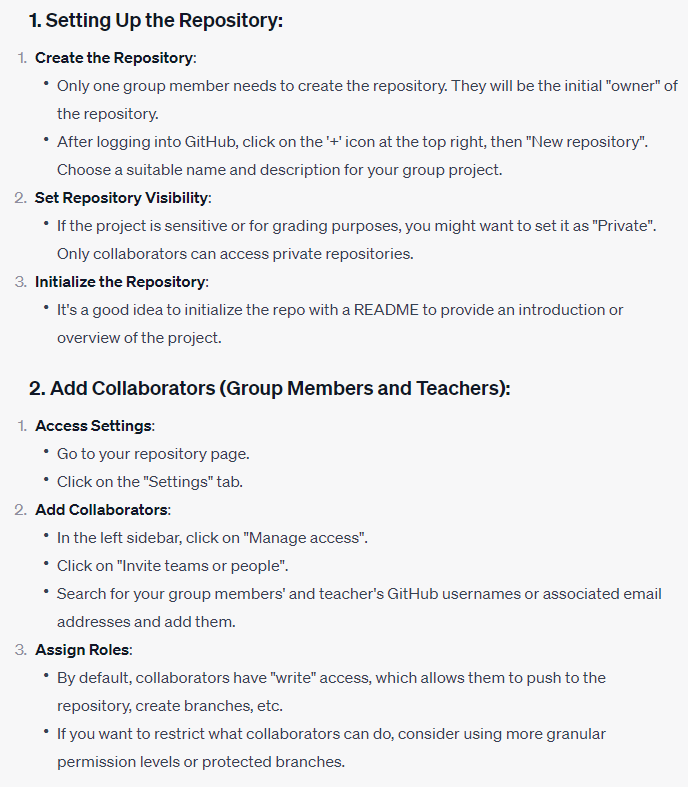 1. Setting Up the Repository:
1. Create the Repository:
• Only one group member needs to create the repository. They will be the initial "owner" of
the repository.
• After logging into GitHub, click on the '+' icon at the top right, then "New repository".
Choose a suitable name and description for your group project.
2. Set Repository Visibility:
• If the project is sensitive or for grading purposes, you might want to set it as "Private".
Only collaborators can access private repositories.
3. Initialize the Repository:
• It's a good idea to initialize the repo with a README to provide an introduction or
overview of the project.
2. Add Collaborators (Group Members and Teachers):
1. Access Settings:
• Go to your repository page.
• Click on the "Settings" tab.
2. Add Collaborators:
• In the left sidebar, click on "Manage access".
• Click on "Invite teams or people".
• Search for your group members' and teacher's GitHub usernames or associated email
addresses and add them.
3. Assign Roles:
• By default, collaborators have "write" access, which allows them to push to the
repository, create branches, etc.
• If you want to restrict what collaborators can do, consider using more granular
permission levels or protected branches.